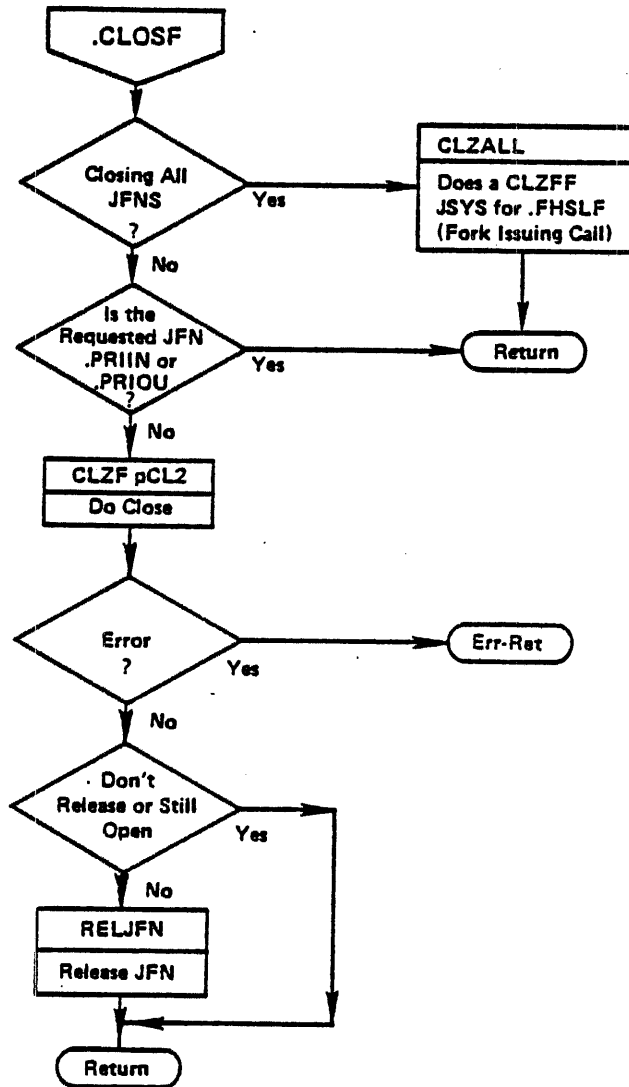 .CLOSF
Closing All
JFNS
?
Yes
No
CLZALL
Does a CLZFF
JSYS for .FHSLF
(Fork Issuing Call)
Is the
Requested JFN
.PRIIN or
.PRIOU
?
Yes
No
Return
CLZF pCL2
Do Close
Error
?
Yes
No
Err-Ret
Don't
Release or Still
Open
Yes
No
RELJFN
Release JFN
Return